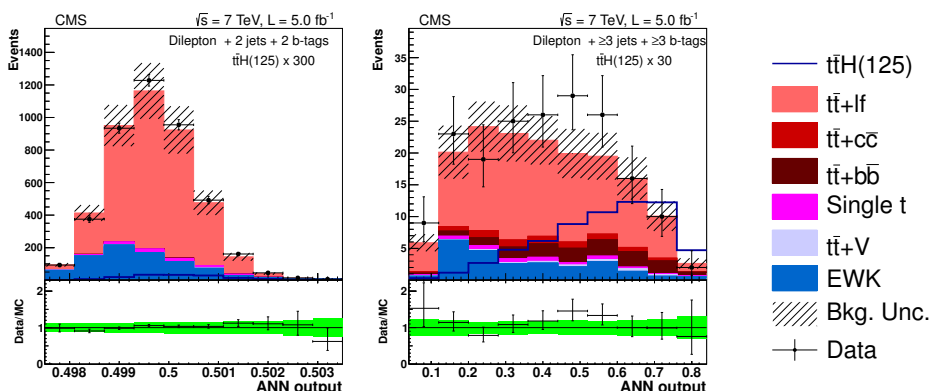 CMS √s = 7 TeV, L = 5.0 fb⁻¹
Dilepton + 2 jets + 2 b-tags
tt̄H(125) x 300
Events
1400
1200
1000
800
600
400
200
Data/MC
2
1
0
0.498 0.499 0.5 0.501 0.502 0.503
ANN output
CMS √s = 7 TeV, L = 5.0 fb⁻¹
Dilepton + ≥3 jets + ≥3 b-tags
tt̄H(125) x 30
Events
35
30
25
20
15
10
5
Data/MC
2
1
0
0.1 0.2 0.3 0.4 0.5 0.6 0.7 0.8
ANN output
tt̄H(125)
tt̄+lf
tt̄+cc̄
tt̄+bb̄
Single t
tt̄+V
EWK
Bkg. Unc.
Data